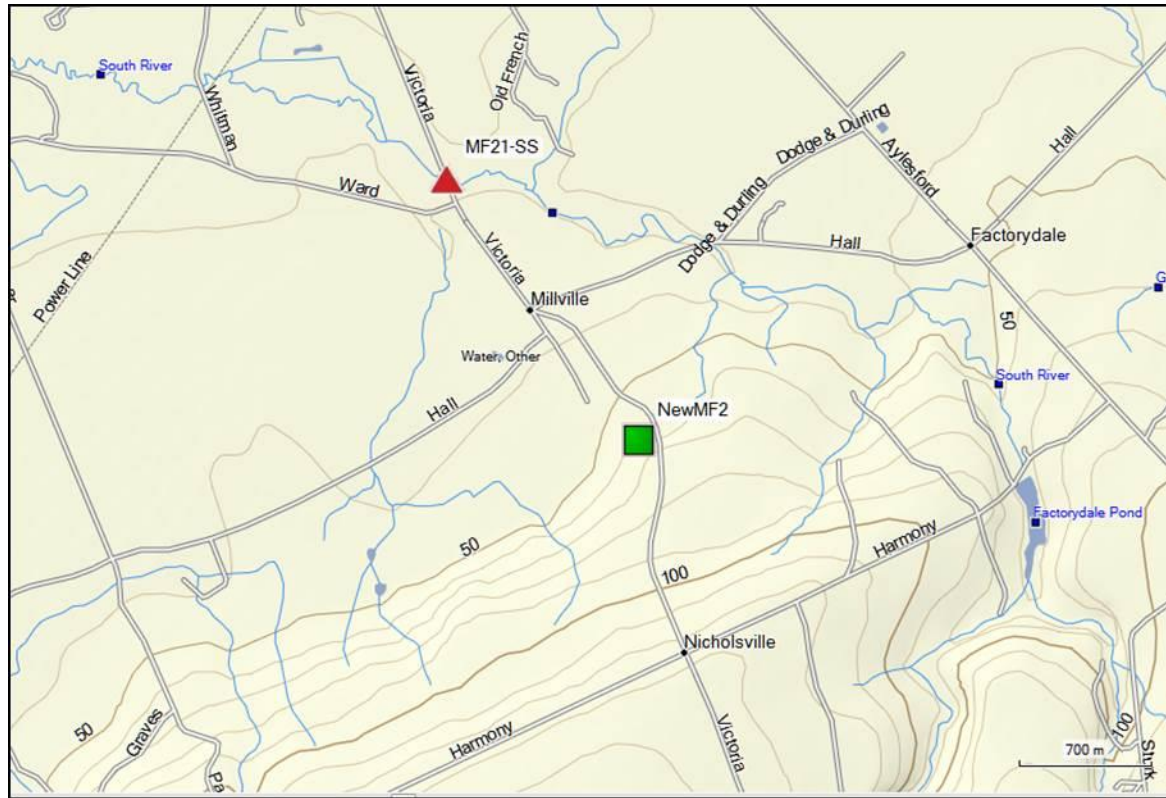 South River
Whitman
Victoria
Old French
MF21-SS
Ward
Dodge & Durling
Aylesford
Hall
Dodge & Durling
Hall
Factorydale
Power Line
Victoria
Millville
G
50
Water, Other
South River
Hall
NewMF2
Factorydale Pond
Harmony
50
100
Nicholsville
50
Graves
Pa
Harmony
Victoria
100
Sturk
700 m